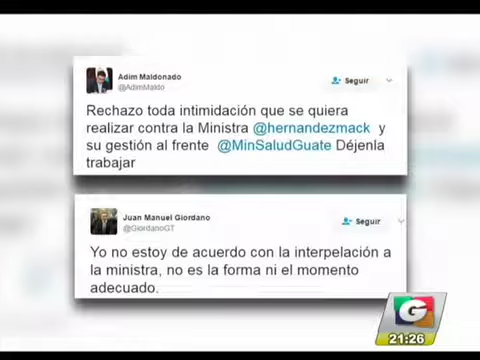 Adim Maldonado
@AdimMaldo
Seguir
Rechazo toda intimidación que se quiera
realizar contra la Ministra @hernandezmack y
su gestión al frente @MinSaludGuate Déjenla
trabajar
Juan Manuel Giordano
@GiordanoGT
Seguir
Yo no estoy de acuerdo con la interpelación a
la ministra, no es la forma ni el momento
adecuado.
G
21:26